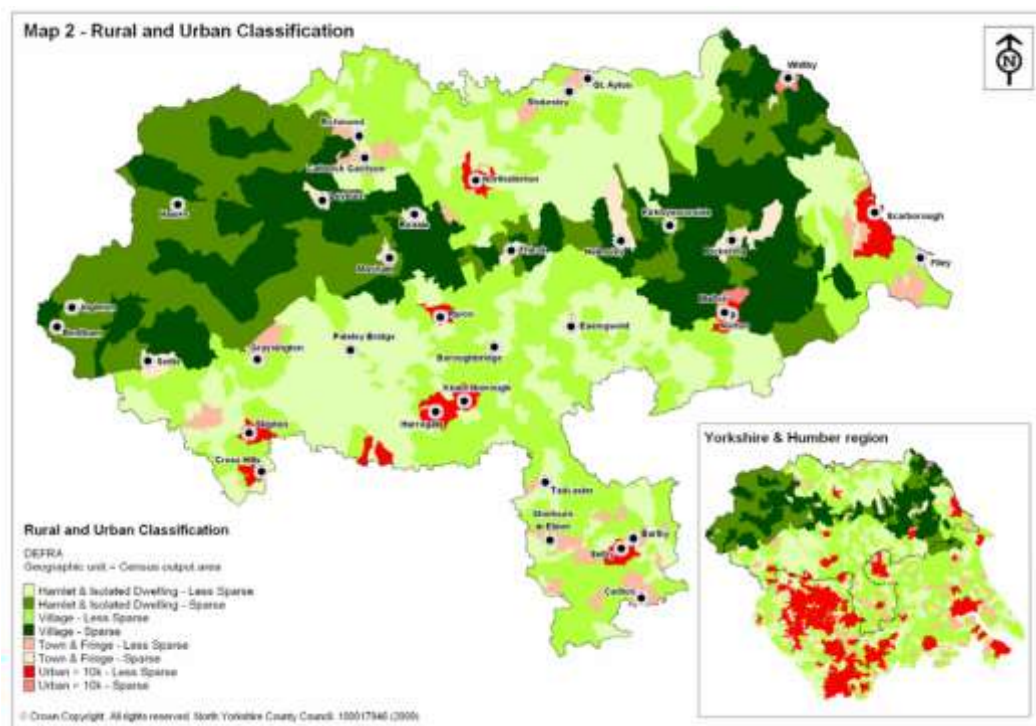 Map 2 - Rural and Urban Classification
N
Whitby
Gt. Ayton
Stokesley
Richmond
Catterick Garrison
Northallerton
Leyburn
Hawes
Bedale
Kirkbymoorside
Scarborough
Thirsk
Helmsley
Pickering
Filey
Masham
Ingleton
Bentham
Malton
Norton
Ripon
Easingwold
Settle
Grassington
Pateley Bridge
Boroughbridge
Knaresborough
Harrogate
Skipton
Cross Hills
Tadcaster
Sherburn
in Elmet
Barlby
Selby
Yorkshire & Humber region
Rural and Urban Classification
DEFRA
Geographic unit = Census output area
Hamlet & Isolated Dwelling - Less Sparse
Hamlet & Isolated Dwelling - Sparse
Village - Less Sparse
Village - Sparse
Town & Fringe - Less Sparse
Town & Fringe - Sparse
Urban > 10k - Less Sparse
Urban > 10k - Sparse
© Crown Copyright. All rights reserved. North Yorkshire County Council. 100017946 (2009)